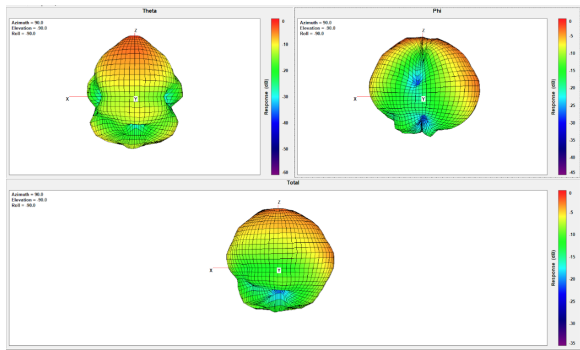 Theta
Azimuth = 90.0
Elevation = -90.0
Roll = -90.0
Z
X
Y
0
-10
-20
-30
-40
-50
-60
Response (dB)
Phi
Azimuth = 90.0
Elevation = -90.0
Roll = -90.0
Z
X
Y
0
-5
-10
-15
-20
-25
-30
-35
-40
-45
Response (dB)
Total
Azimuth = 90.0
Elevation = -90.0
Roll = -90.0
Z
X
Y
0
-5
-10
-15
-20
-25
-30
-35
Response (dB)